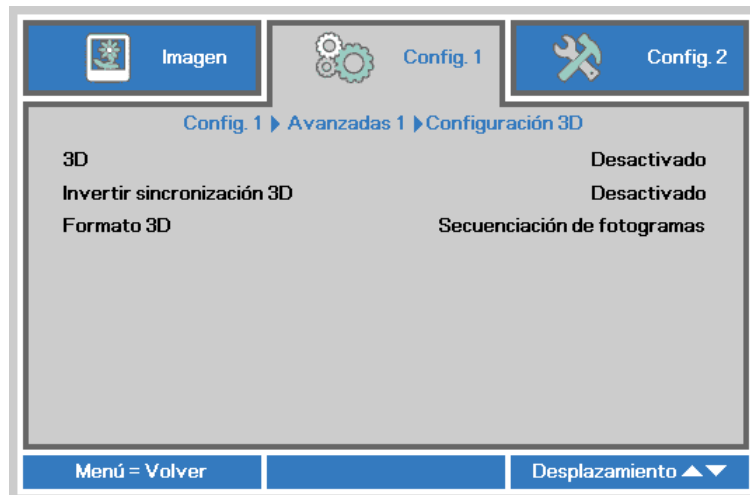 Imagen
Config. 1
Config. 2
Config. 1 ▶ Avanzadas 1 ▶ Configuración 3D
3D Desactivado
Invertir sincronización 3D Desactivado
Formato 3D Secuenciación de fotogramas
Menú = Volver
Desplazamiento ▲▼